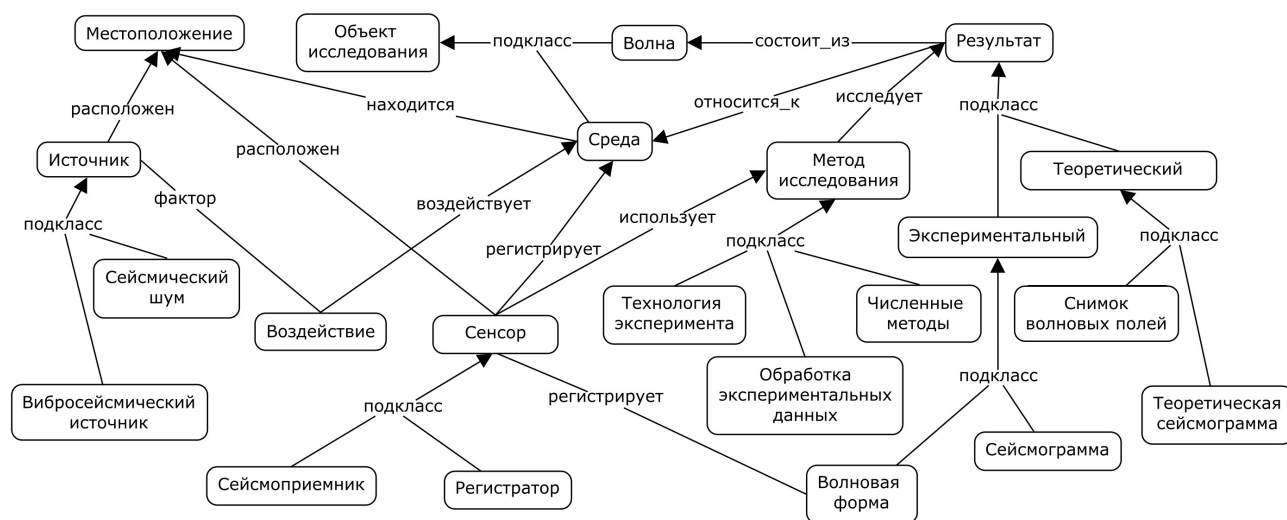 Местоположение
Объект
исследования
подкласс
Волна
состоит_из
Результат
расположен
находится
относится_к
исследует
подкласс
Источник
расположен
Среда
Метод
исследования
Теоретический
фактор
воздействует
использует
подкласс
регистрирует
подкласс
Экспериментальный
подкласс
Сейсмический
шум
Технология
эксперимента
Численные
методы
Снимок
волновых полей
Воздействие
Сенсор
Вибросейсмический
источник
подкласс
регистрирует
Обработка
экспериментальных
данных
подкласс
Теоретическая
сейсмограмма
Сейсмоприемник
Регистратор
Волновая
форма
Сейсмограмма